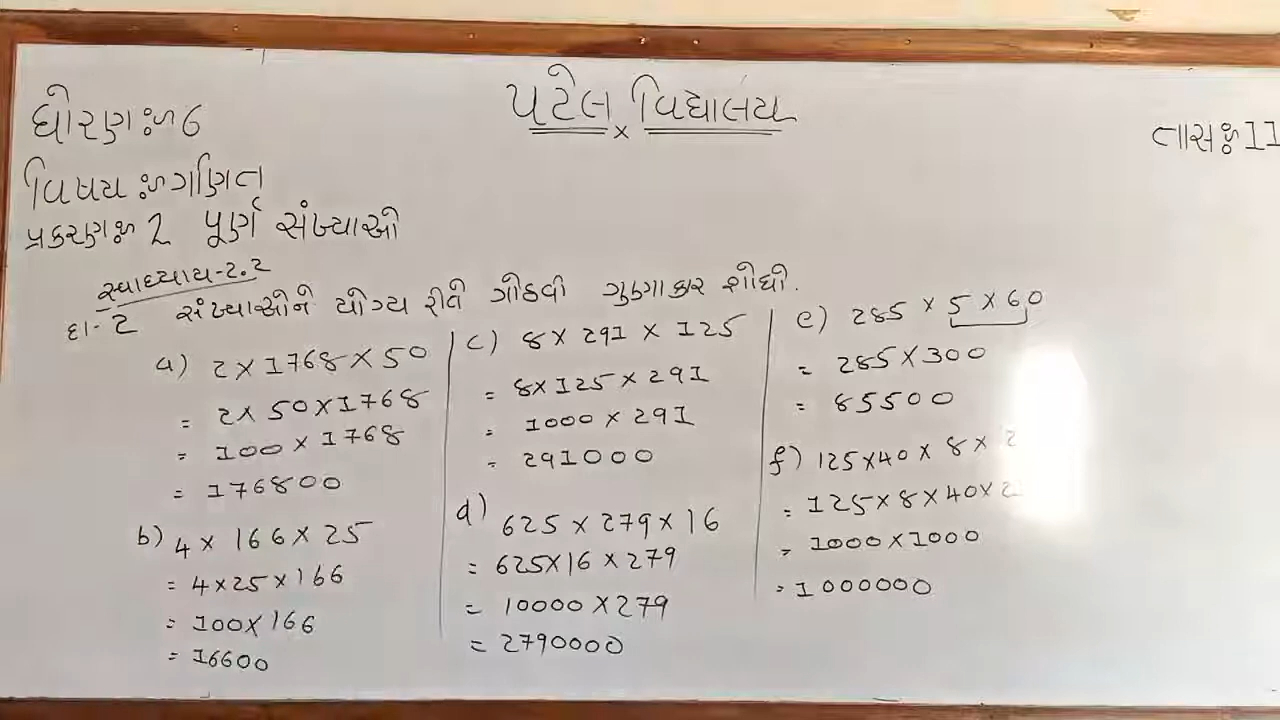 પટેલ × વિદ્યાલય
ધોરણઃ-6
તાસઃ-11
વિષયઃ-ગણિત
પ્રકરણઃ-2 પૂર્ણ સંખ્યાઓ
સ્વાધ્યાય-2.2
દા-2 સંખ્યાઓને યોગ્ય રીતે ગોઠવી ગુણાકાર શોધો.
a) 2×1768×50
= 2×50×1768
= 100×1768
= 176800
b) 4× 166×25
= 4×25×166
= 100×166
= 16600
c) 8×291×125
= 8×125×291
= 1000×291
= 291000
d) 625×279×16
= 625×16×279
= 10000×279
= 2790000
e) 285×5×60
= 285×300
= 85500
f) 125×40×8×2
= 125×8×40×2
= 1000×1000
= 1000000